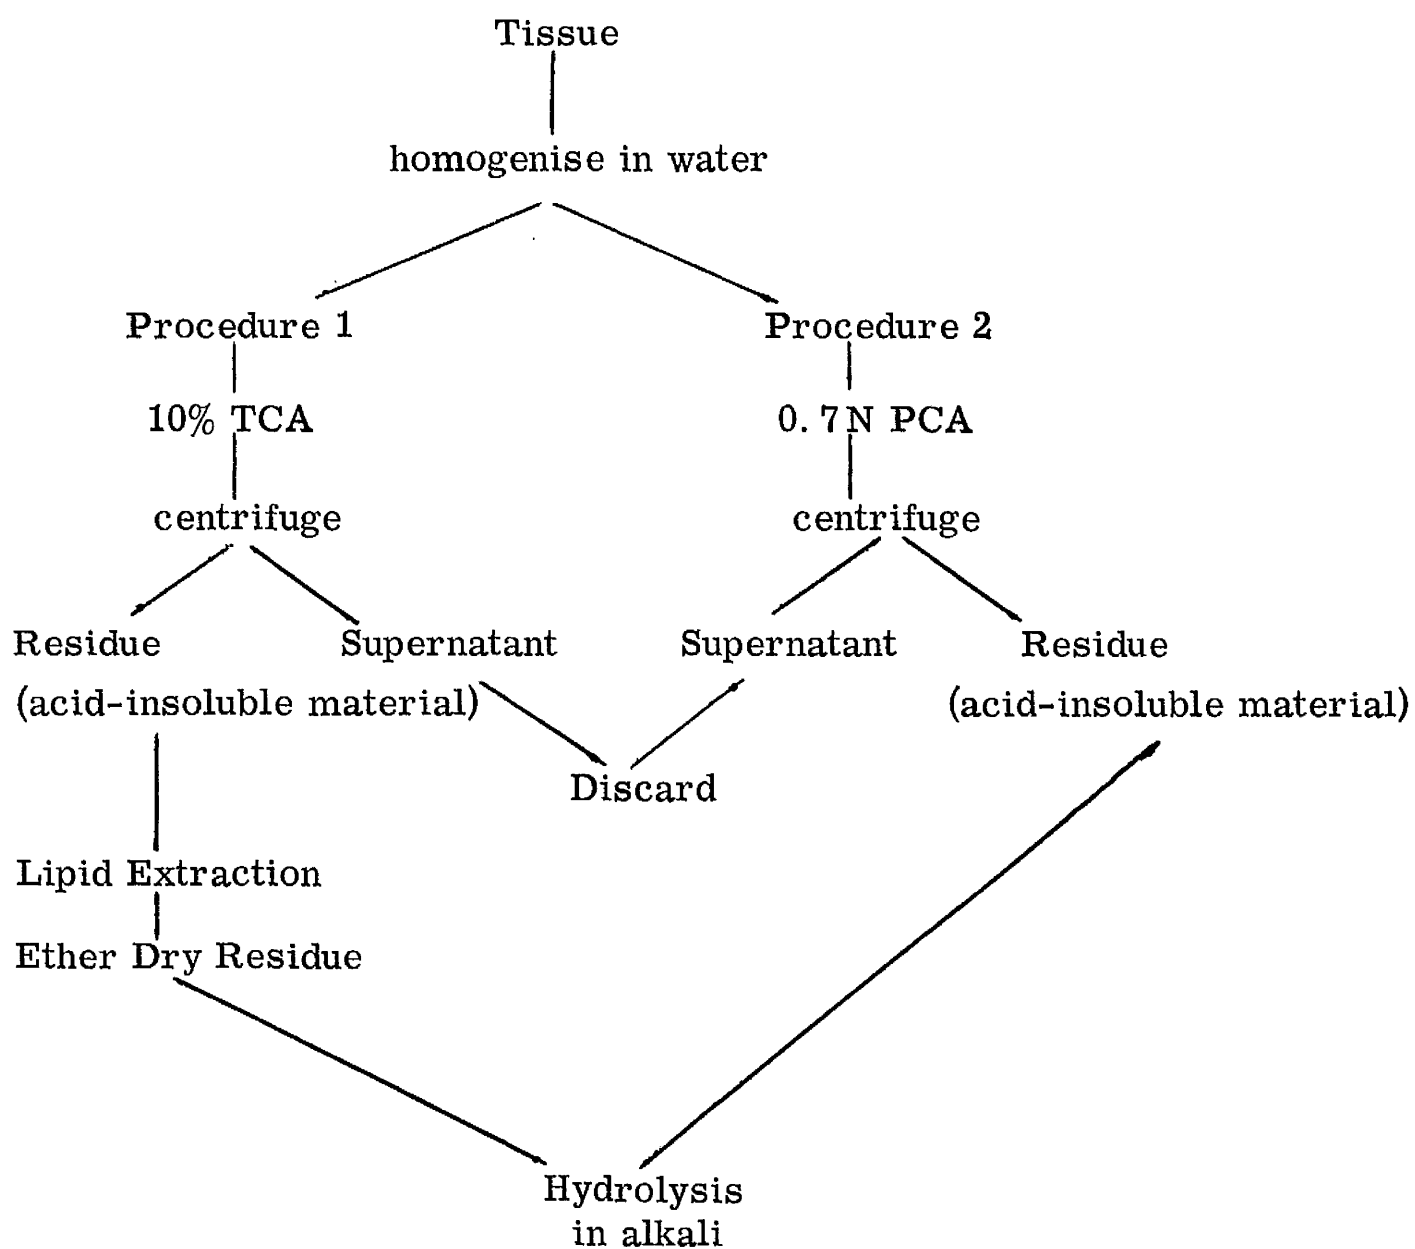 Tissue
homogenise in water
Procedure 1
Procedure 2
10% TCA
0.7N PCA
centrifuge
centrifuge
Residue
Supernatant
Supernatant
Residue
(acid-insoluble material)
(acid-insoluble material)
Discard
Lipid Extraction
Ether Dry Residue
Hydrolysis
in alkali